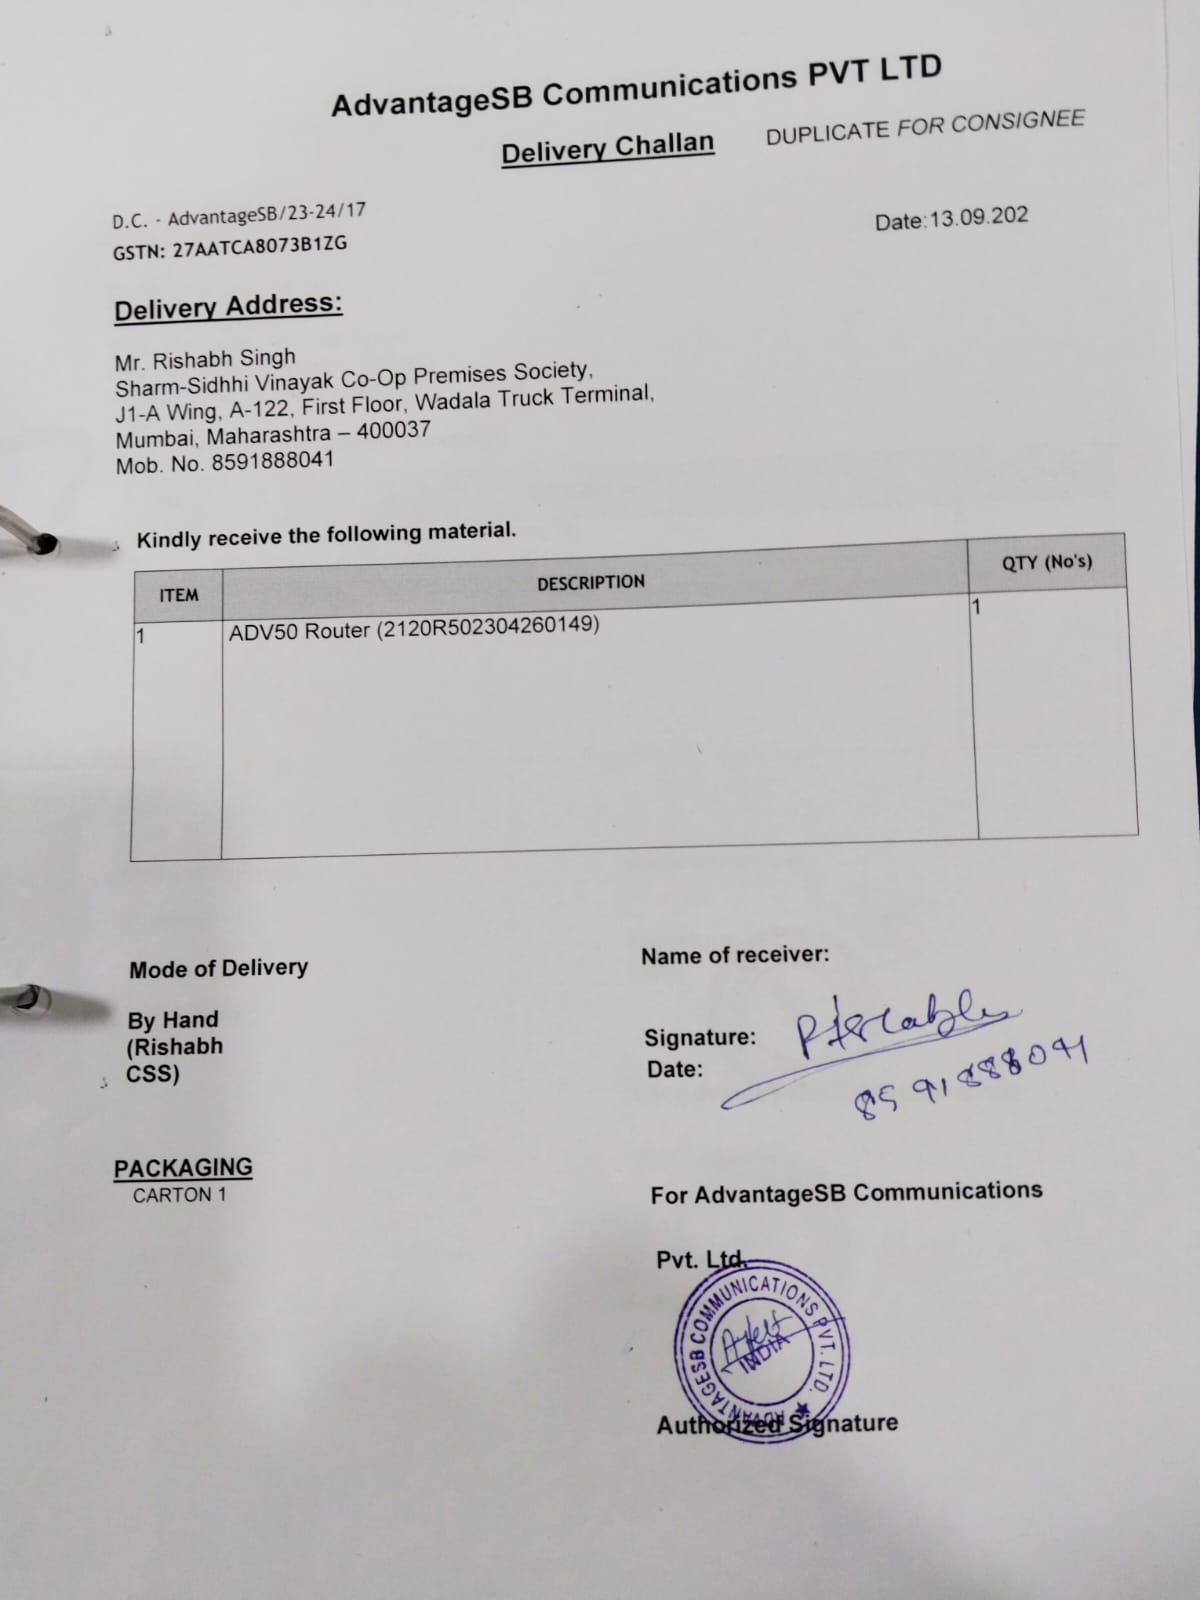 AdvantageSB Communications PVT LTD
Delivery Challan
DUPLICATE FOR CONSIGNEE
D.C. - AdvantageSB/23-24/17
GSTN: 27AATCA8073B1ZG
Date:13.09.202
Delivery Address:
Mr. Rishabh Singh
Sharm-Sidhhi Vinayak Co-Op Premises Society,
J1-A Wing, A-122, First Floor, Wadala Truck Terminal,
Mumbai, Maharashtra – 400037
Mob. No. 8591888041
Kindly receive the following material.
ITEM DESCRIPTION QTY (No's)
1 ADV50 Router (2120R502304260149) 1
Mode of Delivery
By Hand
(Rishabh
CSS)
Name of receiver:
Signature:
Date:
8591888041
PACKAGING
CARTON 1
For AdvantageSB Communications
Pvt. Ltd.
ADVANTAGESB COMMUNICATIONS PVT. LTD.
INDIA
Authorized Signature